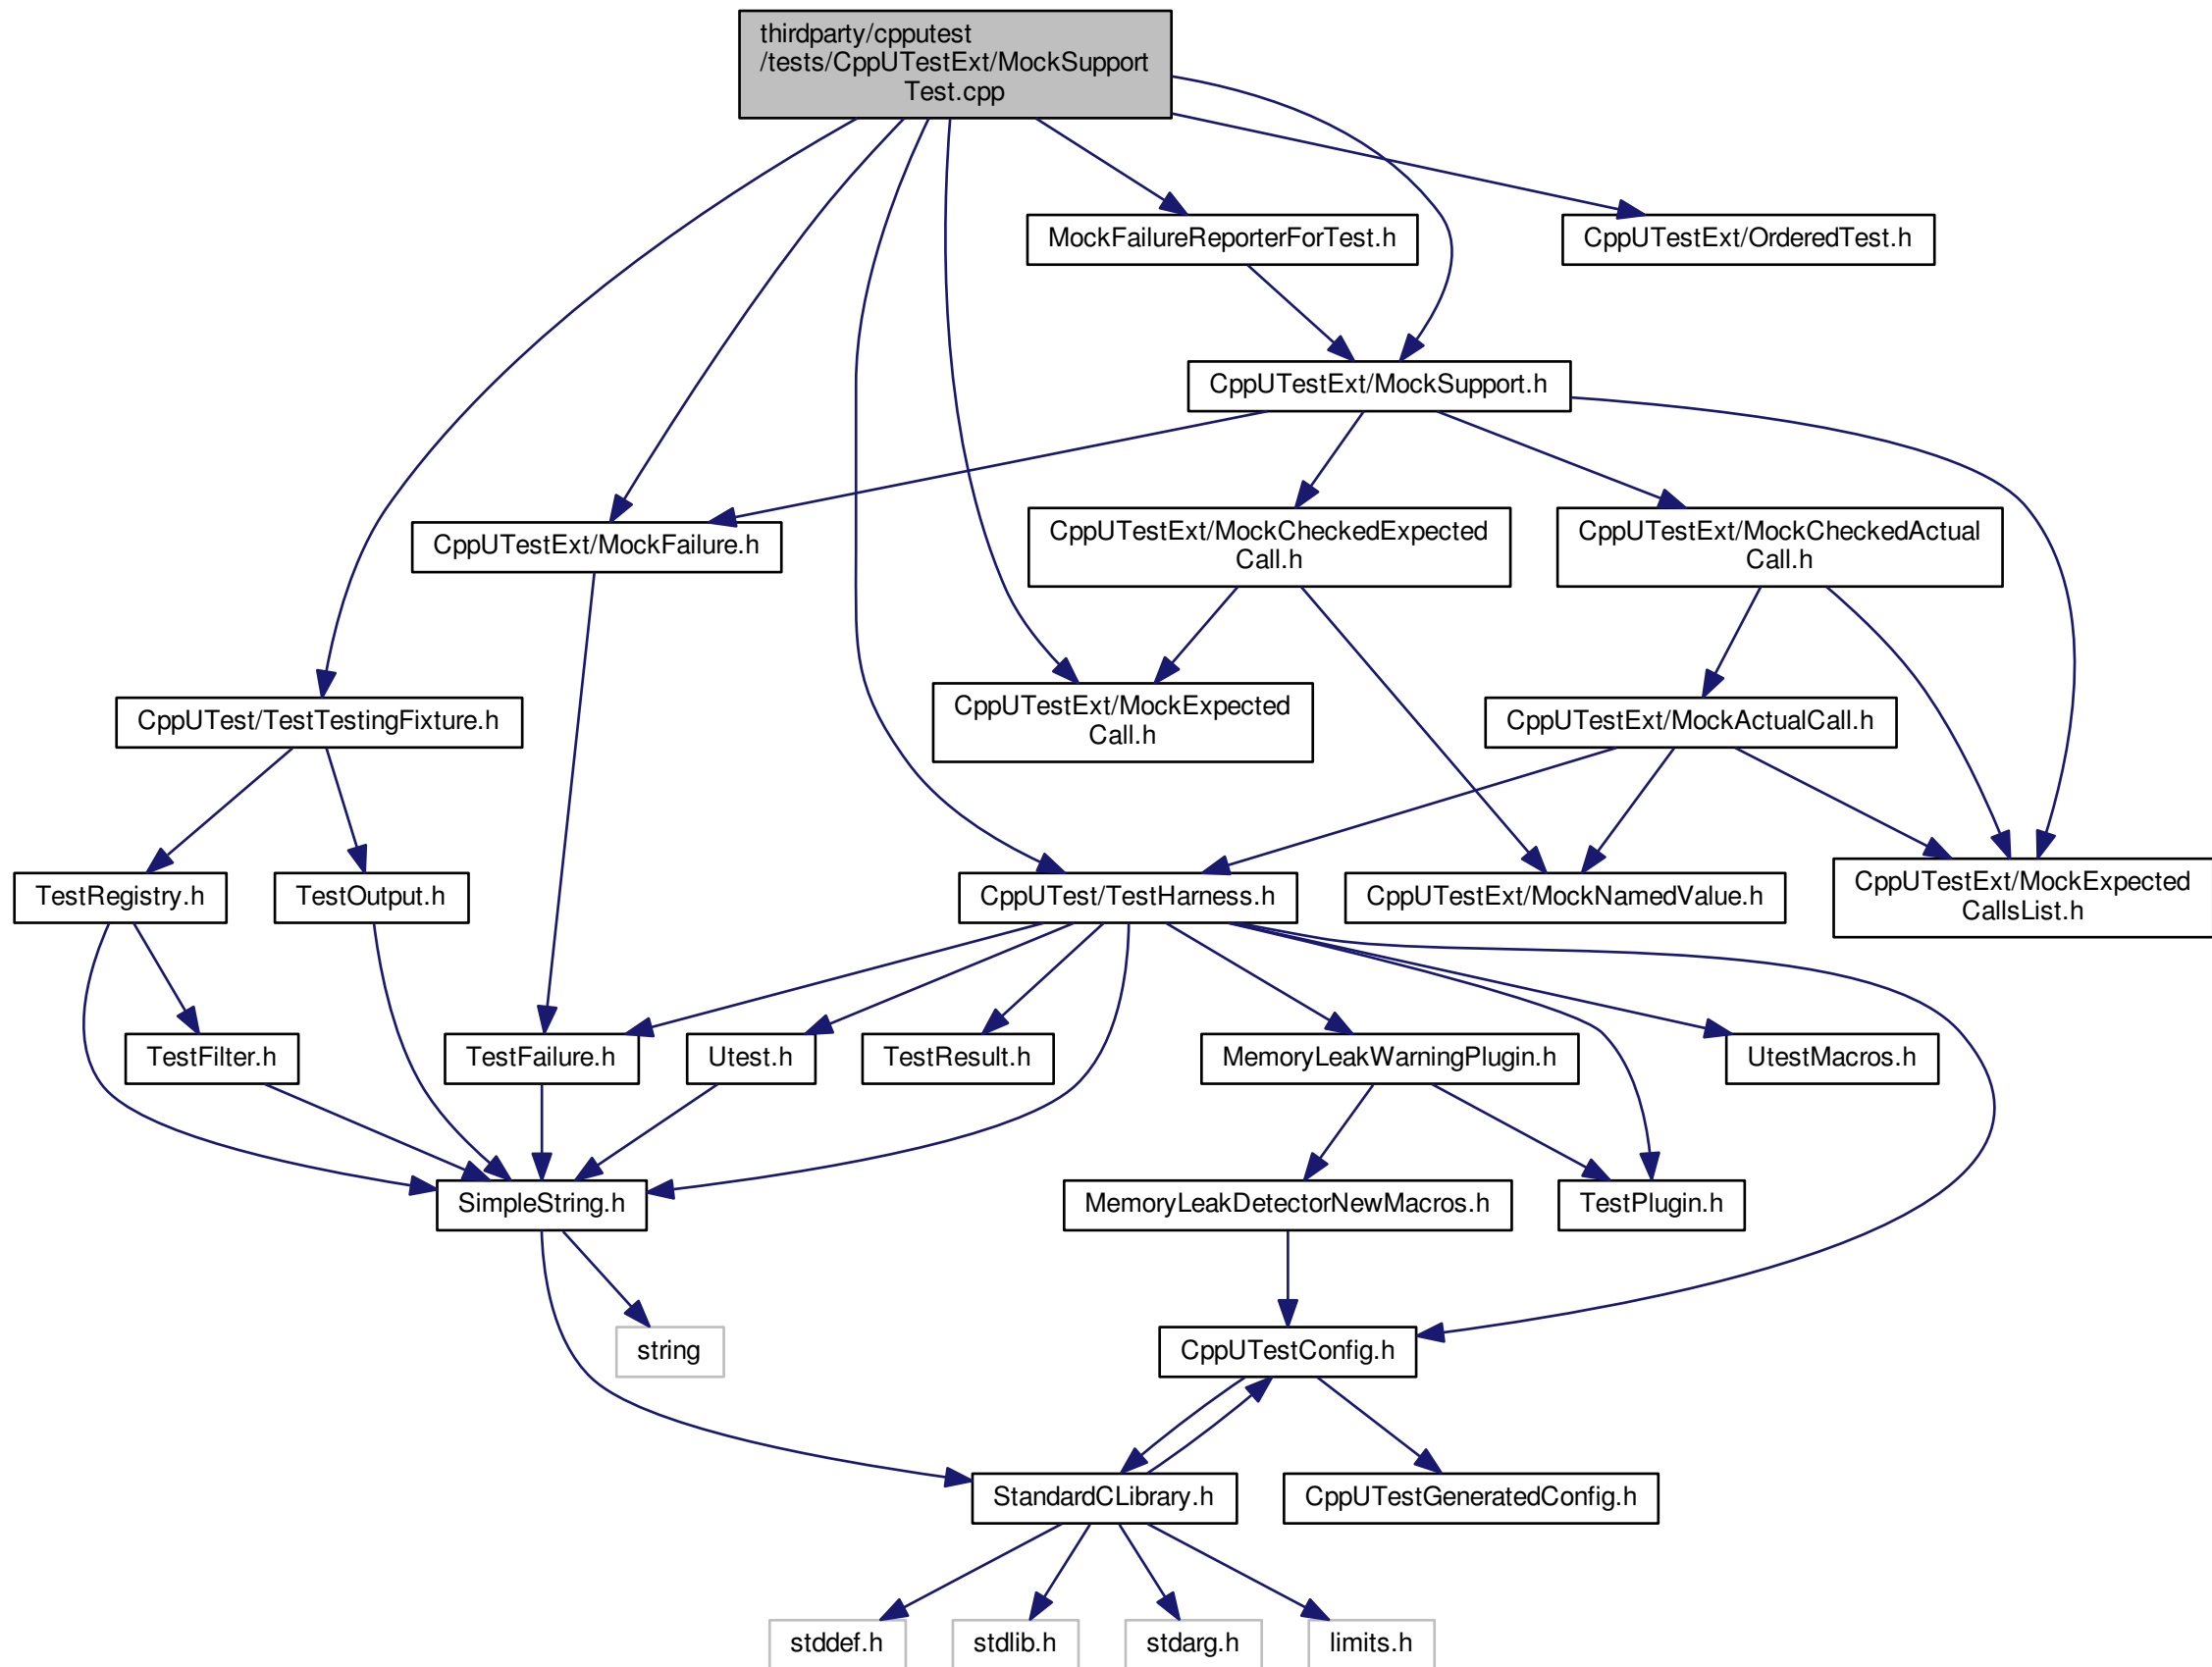 thirdparty/cpputest
/tests/CppUTestExt/MockSupport
Test.cpp
MockFailureReporterForTest.h
CppUTestExt/OrderedTest.h
CppUTestExt/MockSupport.h
CppUTestExt/MockFailure.h
CppUTestExt/MockCheckedExpected
Call.h
CppUTestExt/MockCheckedActual
Call.h
CppUTest/TestTestingFixture.h
CppUTestExt/MockExpected
Call.h
CppUTestExt/MockActualCall.h
TestRegistry.h
TestOutput.h
CppUTest/TestHarness.h
CppUTestExt/MockNamedValue.h
CppUTestExt/MockExpected
CallsList.h
TestFilter.h
TestFailure.h
Utest.h
TestResult.h
MemoryLeakWarningPlugin.h
UtestMacros.h
SimpleString.h
MemoryLeakDetectorNewMacros.h
TestPlugin.h
string
CppUTestConfig.h
StandardCLibrary.h
CppUTestGeneratedConfig.h
stddef.h
stdlib.h
stdarg.h
limits.h